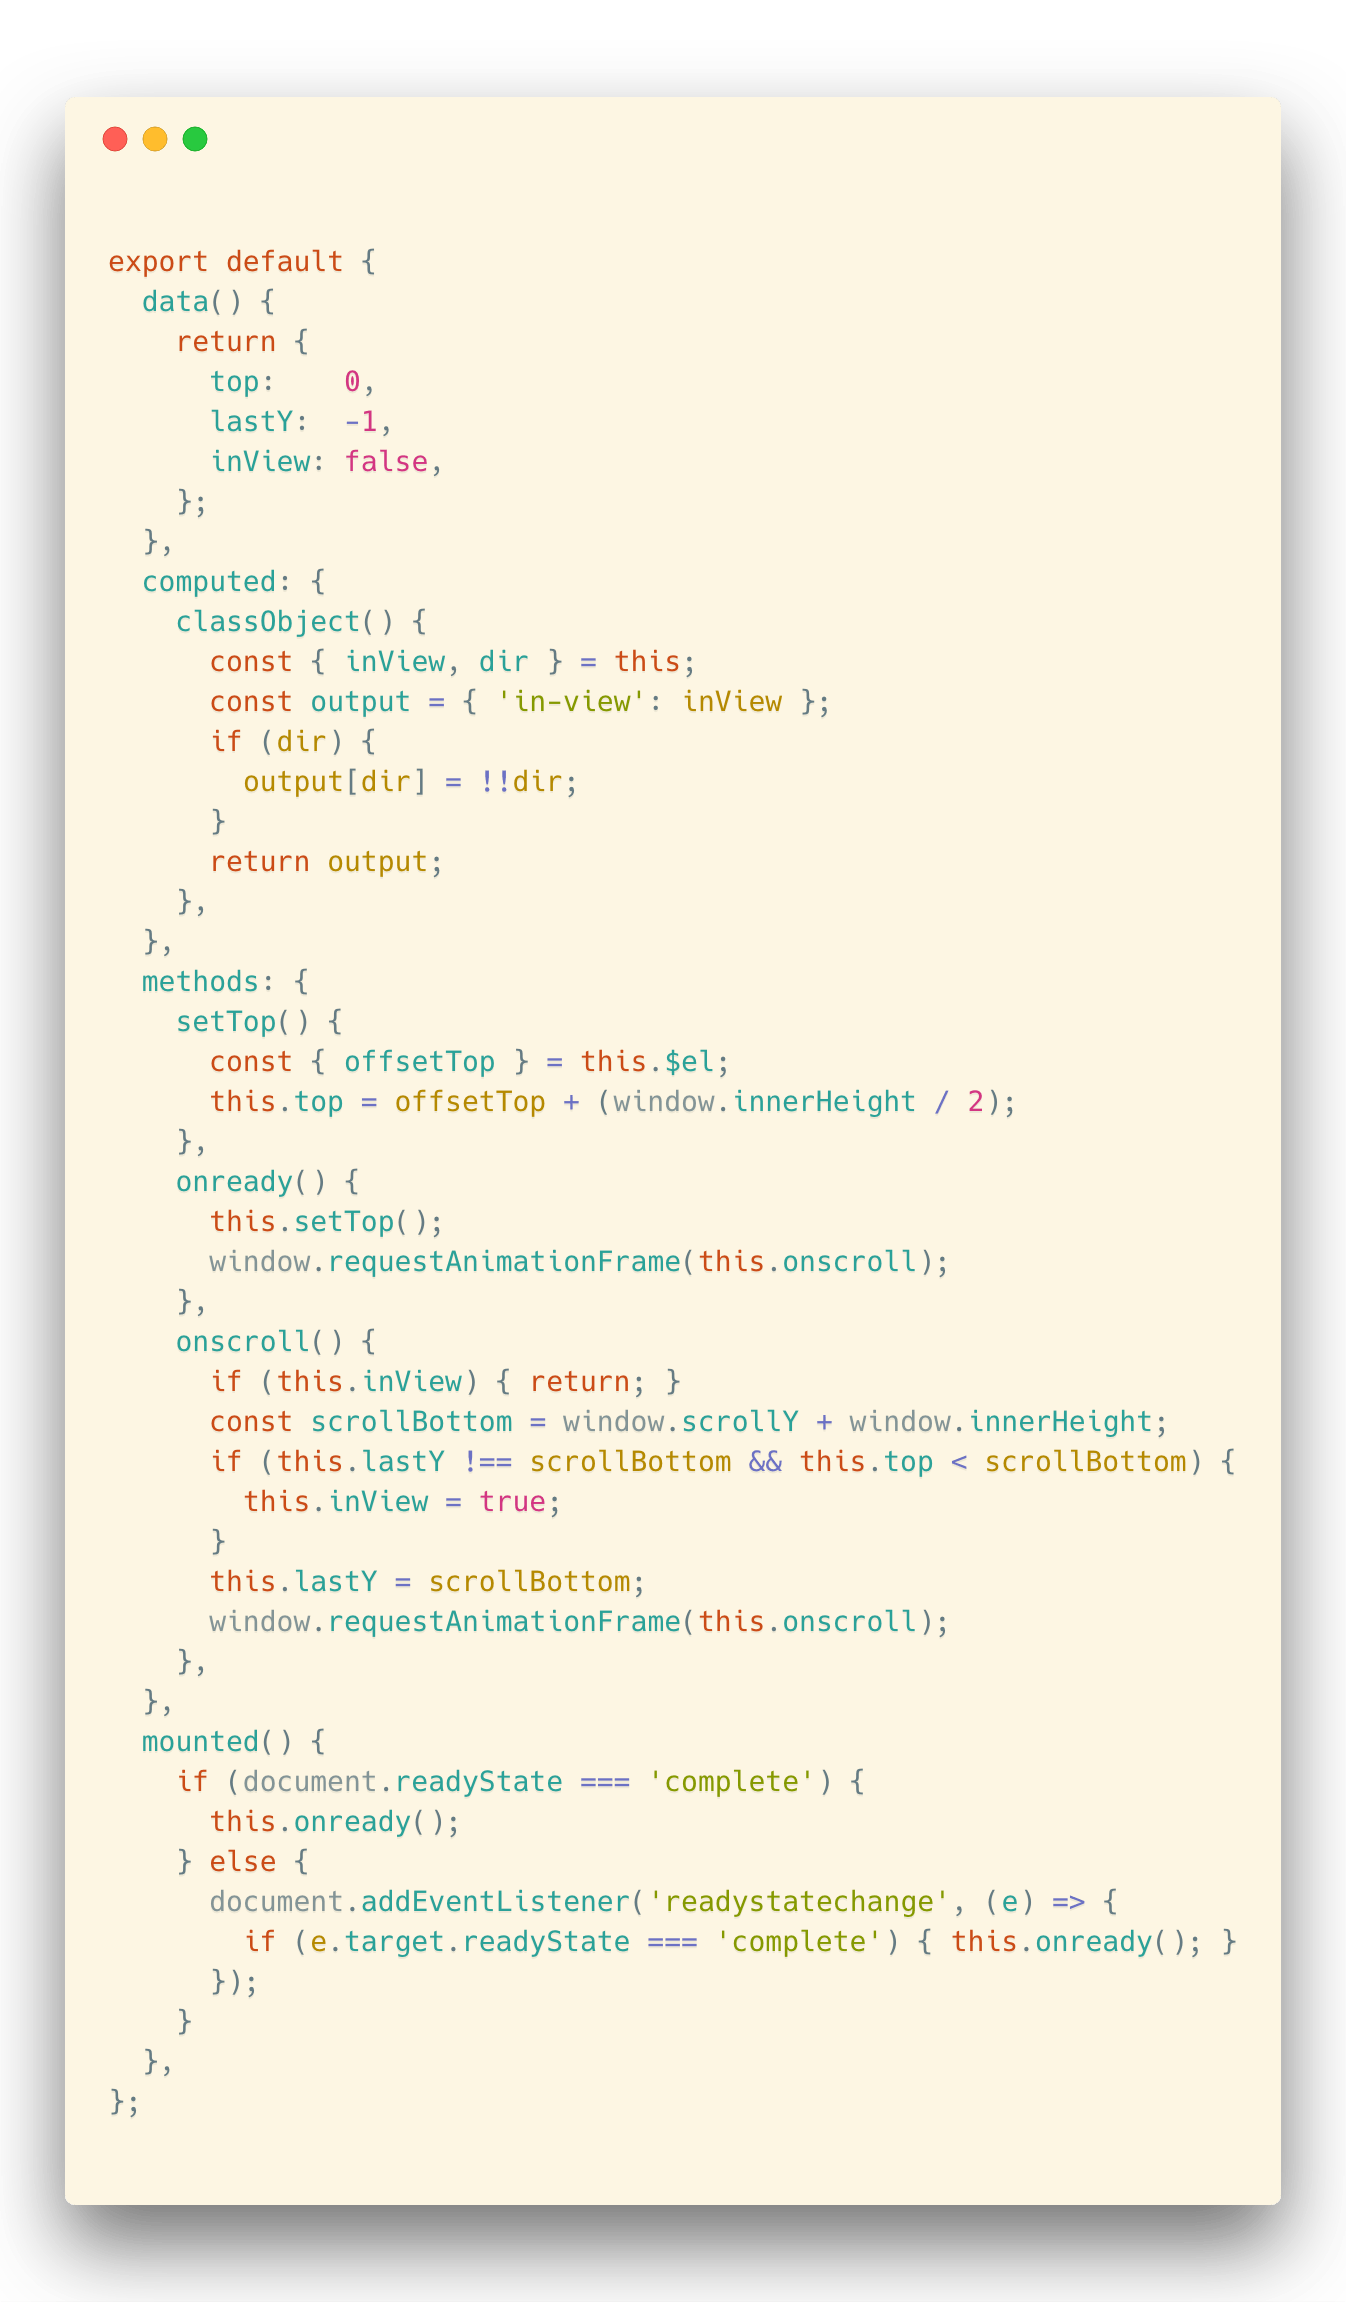 export default {
  data() {
    return {
      top:    0,
      lastY:  -1,
      inView: false,
    };
  },
  computed: {
    classObject() {
      const { inView, dir } = this;
      const output = { 'in-view': inView };
      if (dir) {
        output[dir] = !!dir;
      }
      return output;
    },
  },
  methods: {
    setTop() {
      const { offsetTop } = this.$el;
      this.top = offsetTop + (window.innerHeight / 2);
    },
    onready() {
      this.setTop();
      window.requestAnimationFrame(this.onscroll);
    },
    onscroll() {
      if (this.inView) { return; }
      const scrollBottom = window.scrollY + window.innerHeight;
      if (this.lastY !== scrollBottom && this.top < scrollBottom) {
        this.inView = true;
      }
      this.lastY = scrollBottom;
      window.requestAnimationFrame(this.onscroll);
    },
  },
  mounted() {
    if (document.readyState === 'complete') {
      this.onready();
    } else {
      document.addEventListener('readystatechange', (e) => {
        if (e.target.readyState === 'complete') { this.onready(); }
      });
    }
  },
};